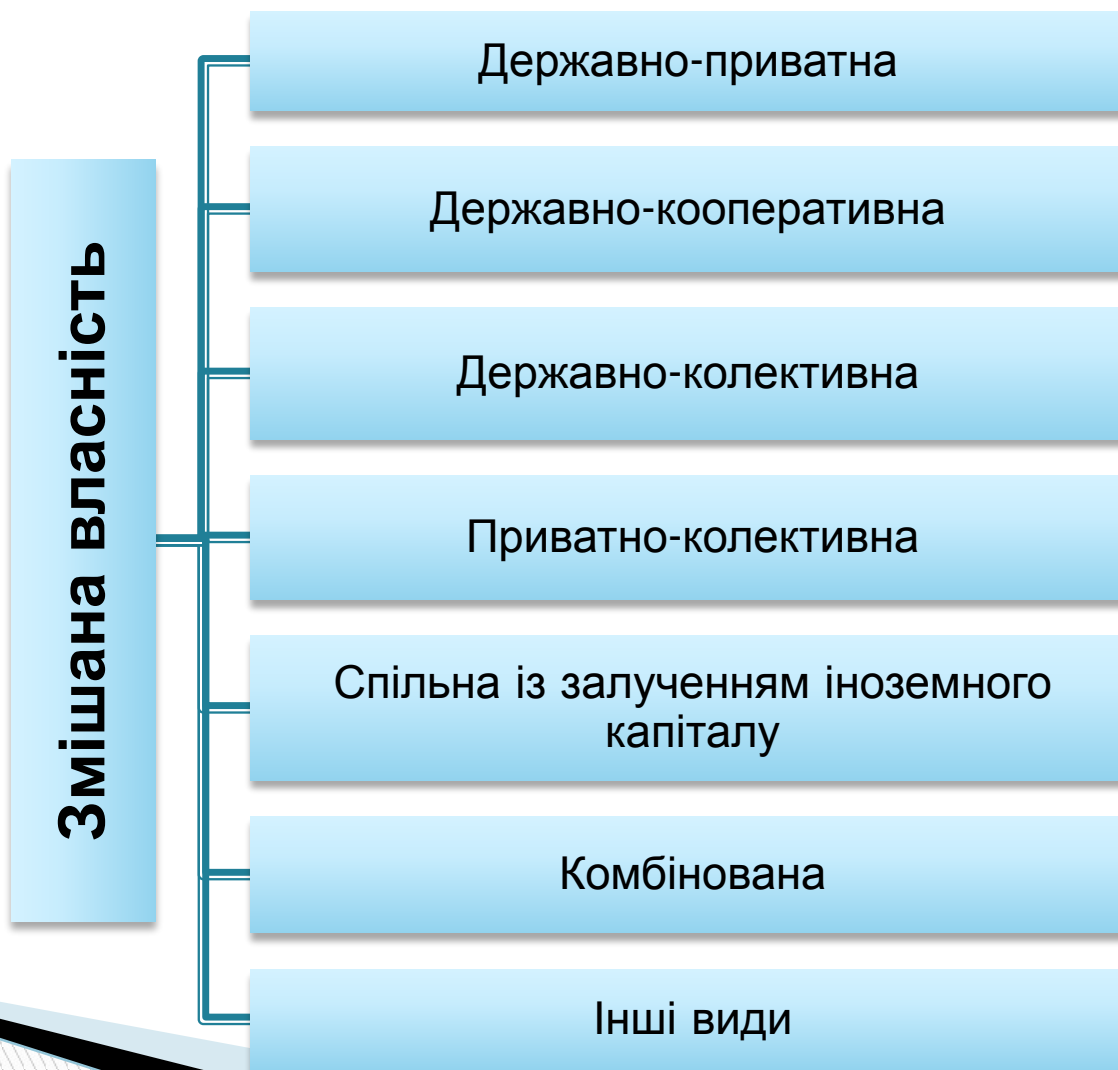 Змішана власність
Державно-приватна
Державно-кооперативна
Державно-колективна
Приватно-колективна
Спільна із залученням іноземного
капіталу
Комбінована
Інші види